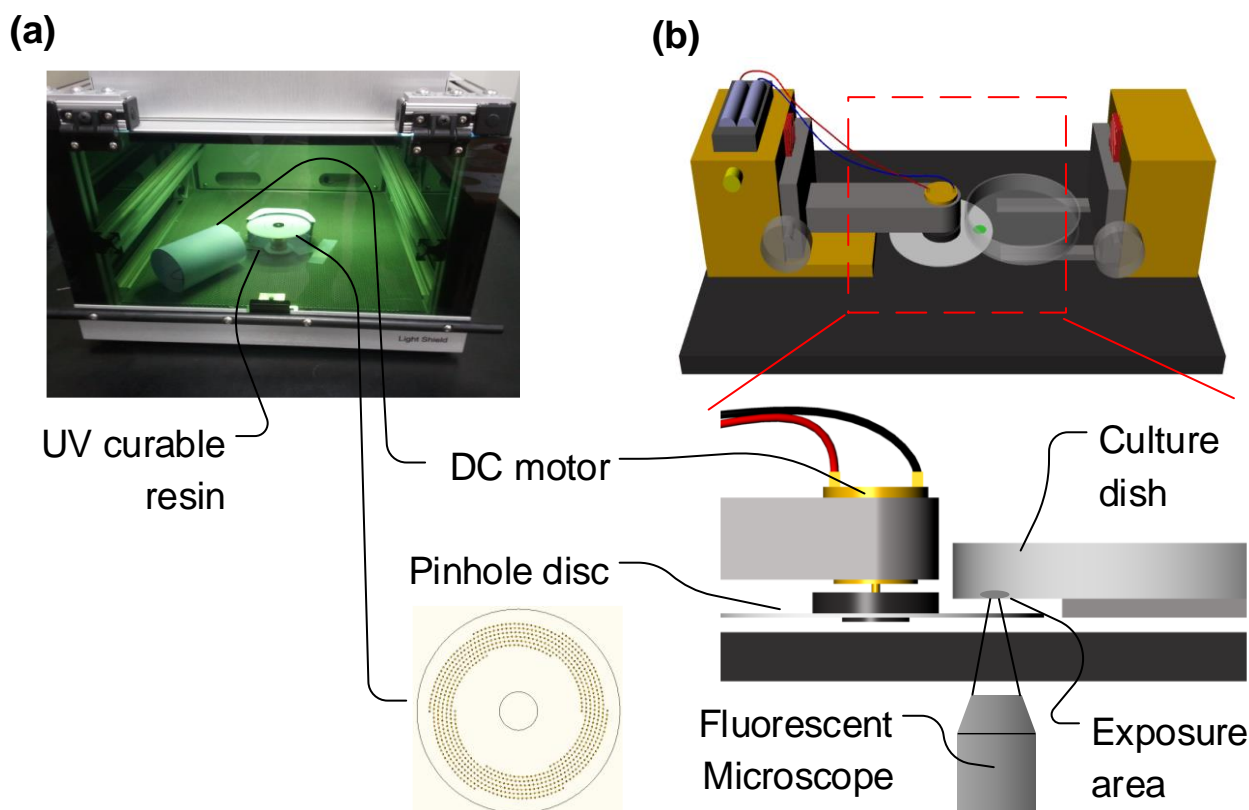 (a)
(b)
Light Shield
UV curable
resin
DC motor
Culture
dish
Pinhole disc
Fluorescent
Microscope
Exposure
area